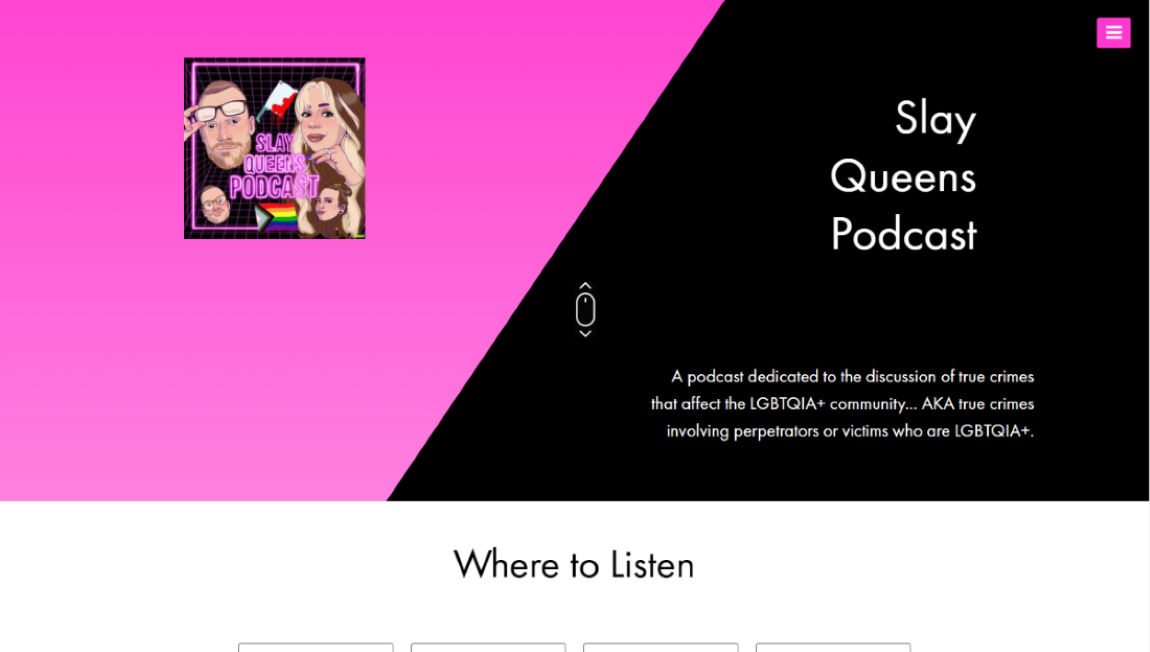 SLAY
QUEENS
PODCAST
Slay
Queens
Podcast
A podcast dedicated to the discussion of true crimes
that affect the LGBTQIA+ community... AKA true crimes
involving perpetrators or victims who are LGBTQIA+.
Where to Listen